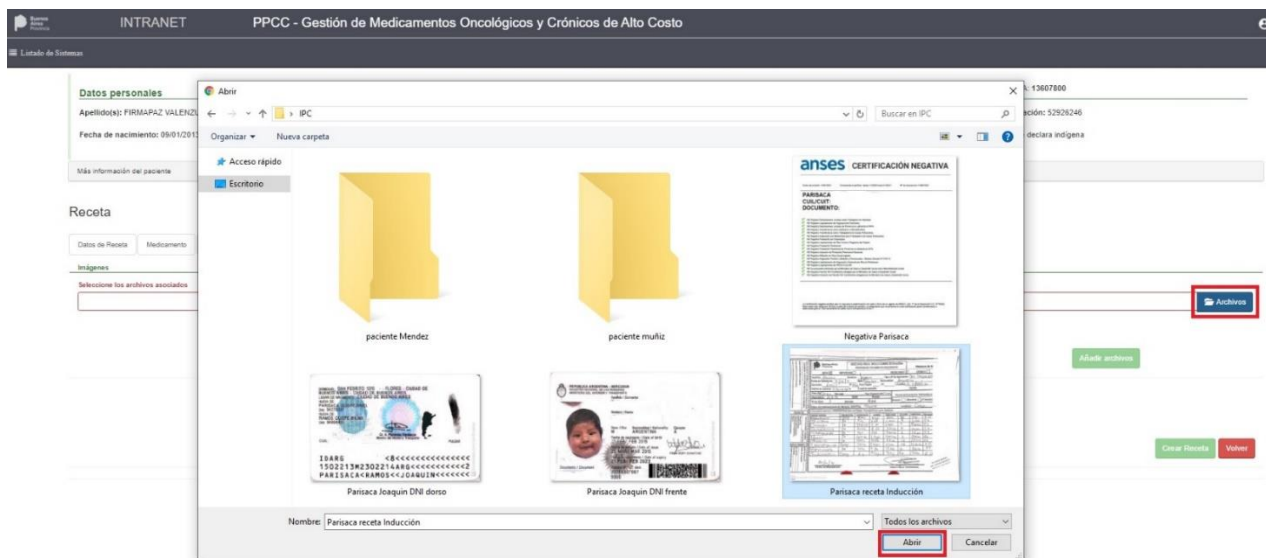 Buenos
Aires
Provincia
INTRANET
PPCC - Gestión de Medicamentos Oncológicos y Crónicos de Alto Costo
Listado de Sistemas
Datos personales
Apellido(s): FIRMAPAZ VALENZU
Fecha de nacimiento: 09/01/201
Más información del paciente
: 13607800
ación: 52926246
declara indígena
Receta
Datos de Receta
Medicamento
Imágenes
Seleccione los archivos asociados
Archivos
Añadir archivos
Crear Receta
Volver
Abrir
IPC
Buscar en IPC
Organizar
Nueva carpeta
Acceso rápido
Escritorio
paciente Mendez
paciente muñiz
anses CERTIFICACIÓN NEGATIVA
PARISACA
CUIL/CUIT:
DOCUMENTO:
Negativa Parisaca
Parisaca Joaquin DNI dorso
Parisaca Joaquin DNI frente
Parisaca receta Inducción
Nombre:
Parisaca receta Inducción
Todos los archivos
Abrir
Cancelar